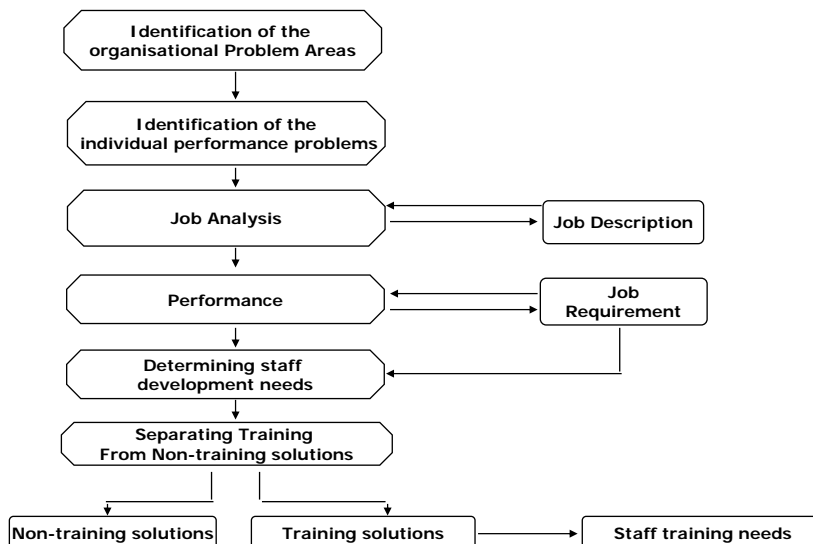 Identification of the
organisational Problem Areas
Identification of the
individual performance problems
Job Analysis
Job Description
Performance
Job
Requirement
Determining staff
development needs
Separating Training
From Non-training solutions
Non-training solutions
Training solutions
Staff training needs